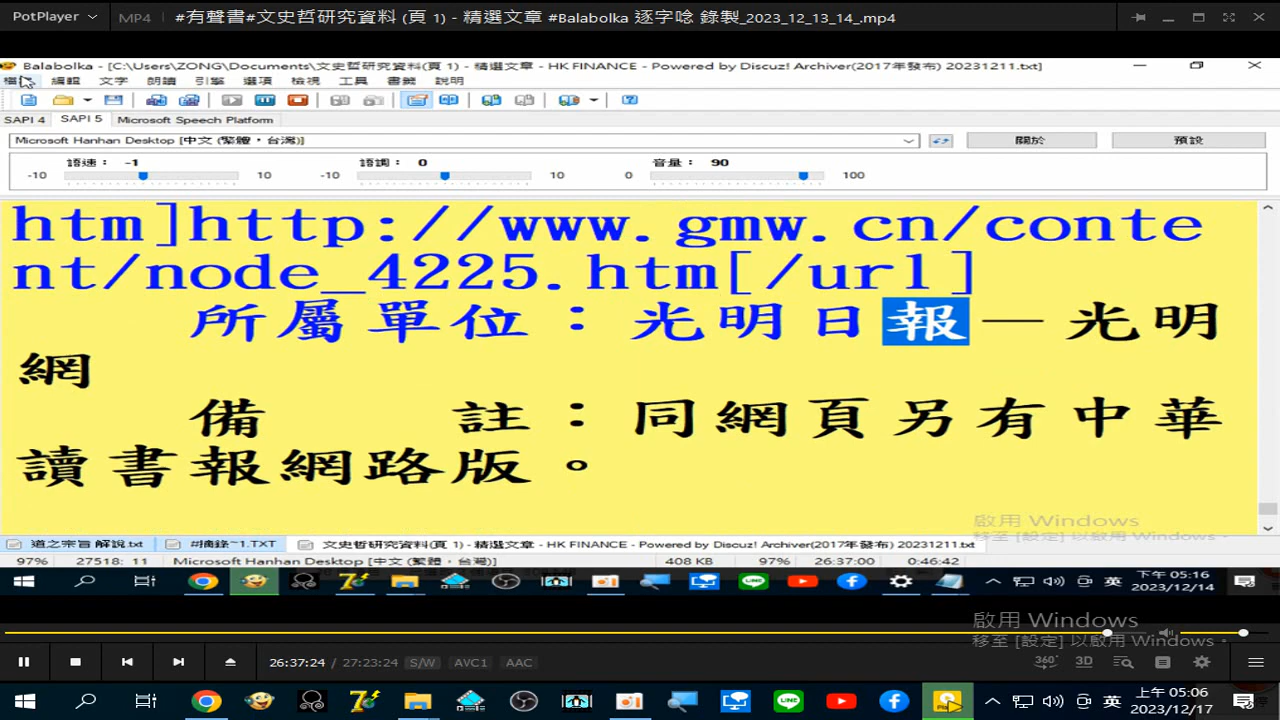 PotPlayer MP4 #有聲書#文史哲研究資料 (頁 1) - 精選文章 #Balabolka 逐字唸 錄製_2023_12_13_14_.mp4
Balabolka - [C:\Users\ZONG\Documents\文史哲研究資料(頁 1) - 精選文章 - HK FINANCE - Powered by Discuz! Archiver(2017年發布) 20231211.txt]
編輯 文字 朗讀 引擎 選項 檢視 工具 書籤 說明
SAPI 4 SAPI 5 Microsoft Speech Platform
Microsoft Hanhan Desktop [中文 (繁體，台灣)] 關於 預設
語速： -1 語調： 0 音量： 90
-10 10 -10 10 0 100
htm]http://www.gmw.cn/conte
nt/node_4225.htm[/url]
所屬單位：光明日報—光明
網
備 註：同網頁另有中華
讀書報網路版。
啟用 Windows
移至 [設定] 以啟用 Windows。
道之宗旨 解說.txt #摘錄~1.TXT 文史哲研究資料(頁 1) - 精選文章 - HK FINANCE - Powered by Discuz! Archiver(2017年發布) 20231211.txt
97% 27518: 11 Microsoft Hanhan Desktop [中文 (繁體，台灣)] 408 KB 97% 26:37:00 0:46:42
英 下午 05:16
2023/12/14
啟用 Windows
移至 [設定] 以啟用 Windows。
26:37:24 / 27:23:24 S/W AVC1 AAC 360° 3D
英 上午 05:06
2023/12/17